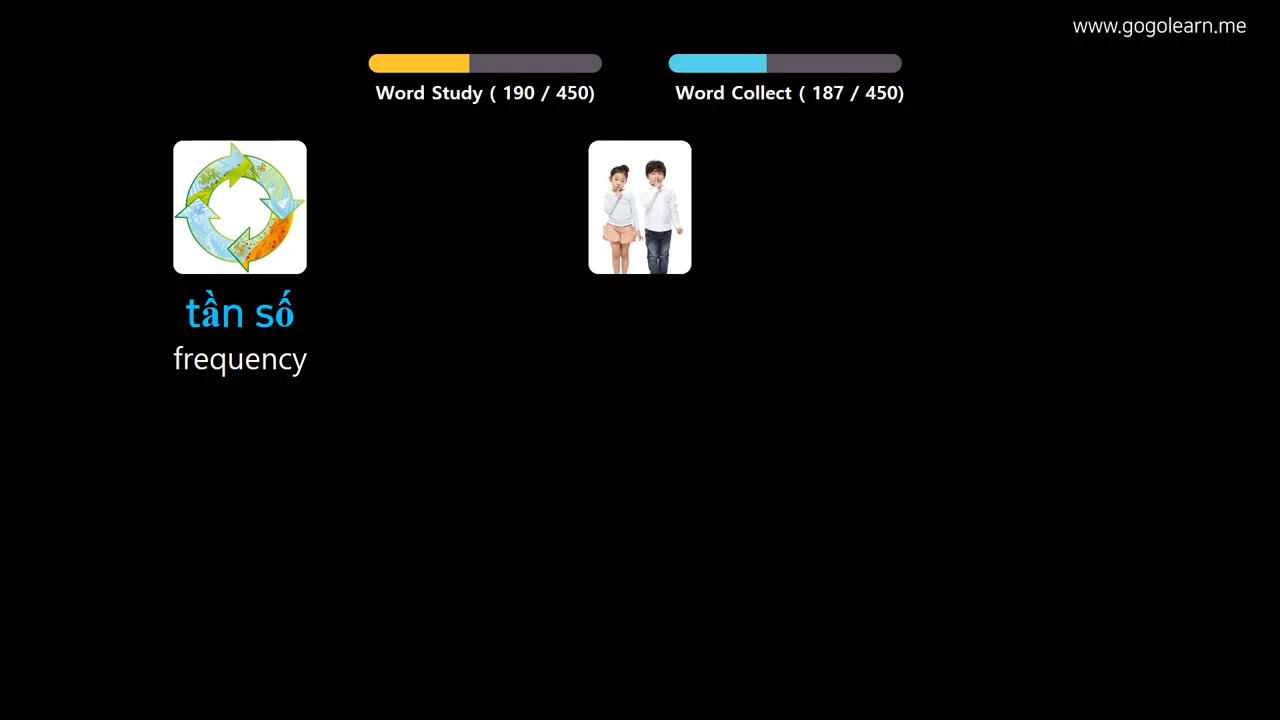 www.gogolearn.me
Word Study ( 190 / 450)
Word Collect ( 187 / 450)
tần số
frequency